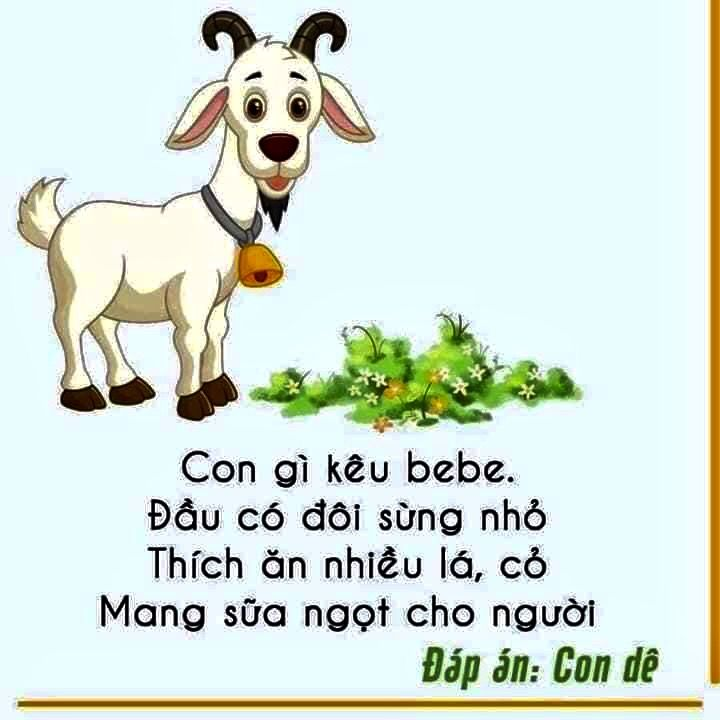 Con gì kêu bebe.
Đầu có đôi sừng nhỏ
Thích ăn nhiều lá, cỏ
Mang sữa ngọt cho người
Đáp án: Con dê